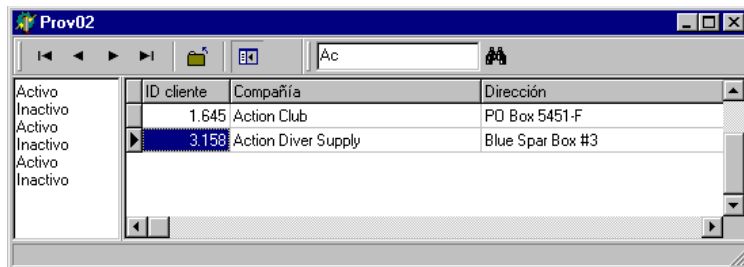 Prov02
Ac
Activo
Inactivo
Activo
Inactivo
Activo
Inactivo
ID cliente Compañía Dirección
1.645 Action Club PO Box 5451-F
3.158 Action Diver Supply Blue Spar Box #3